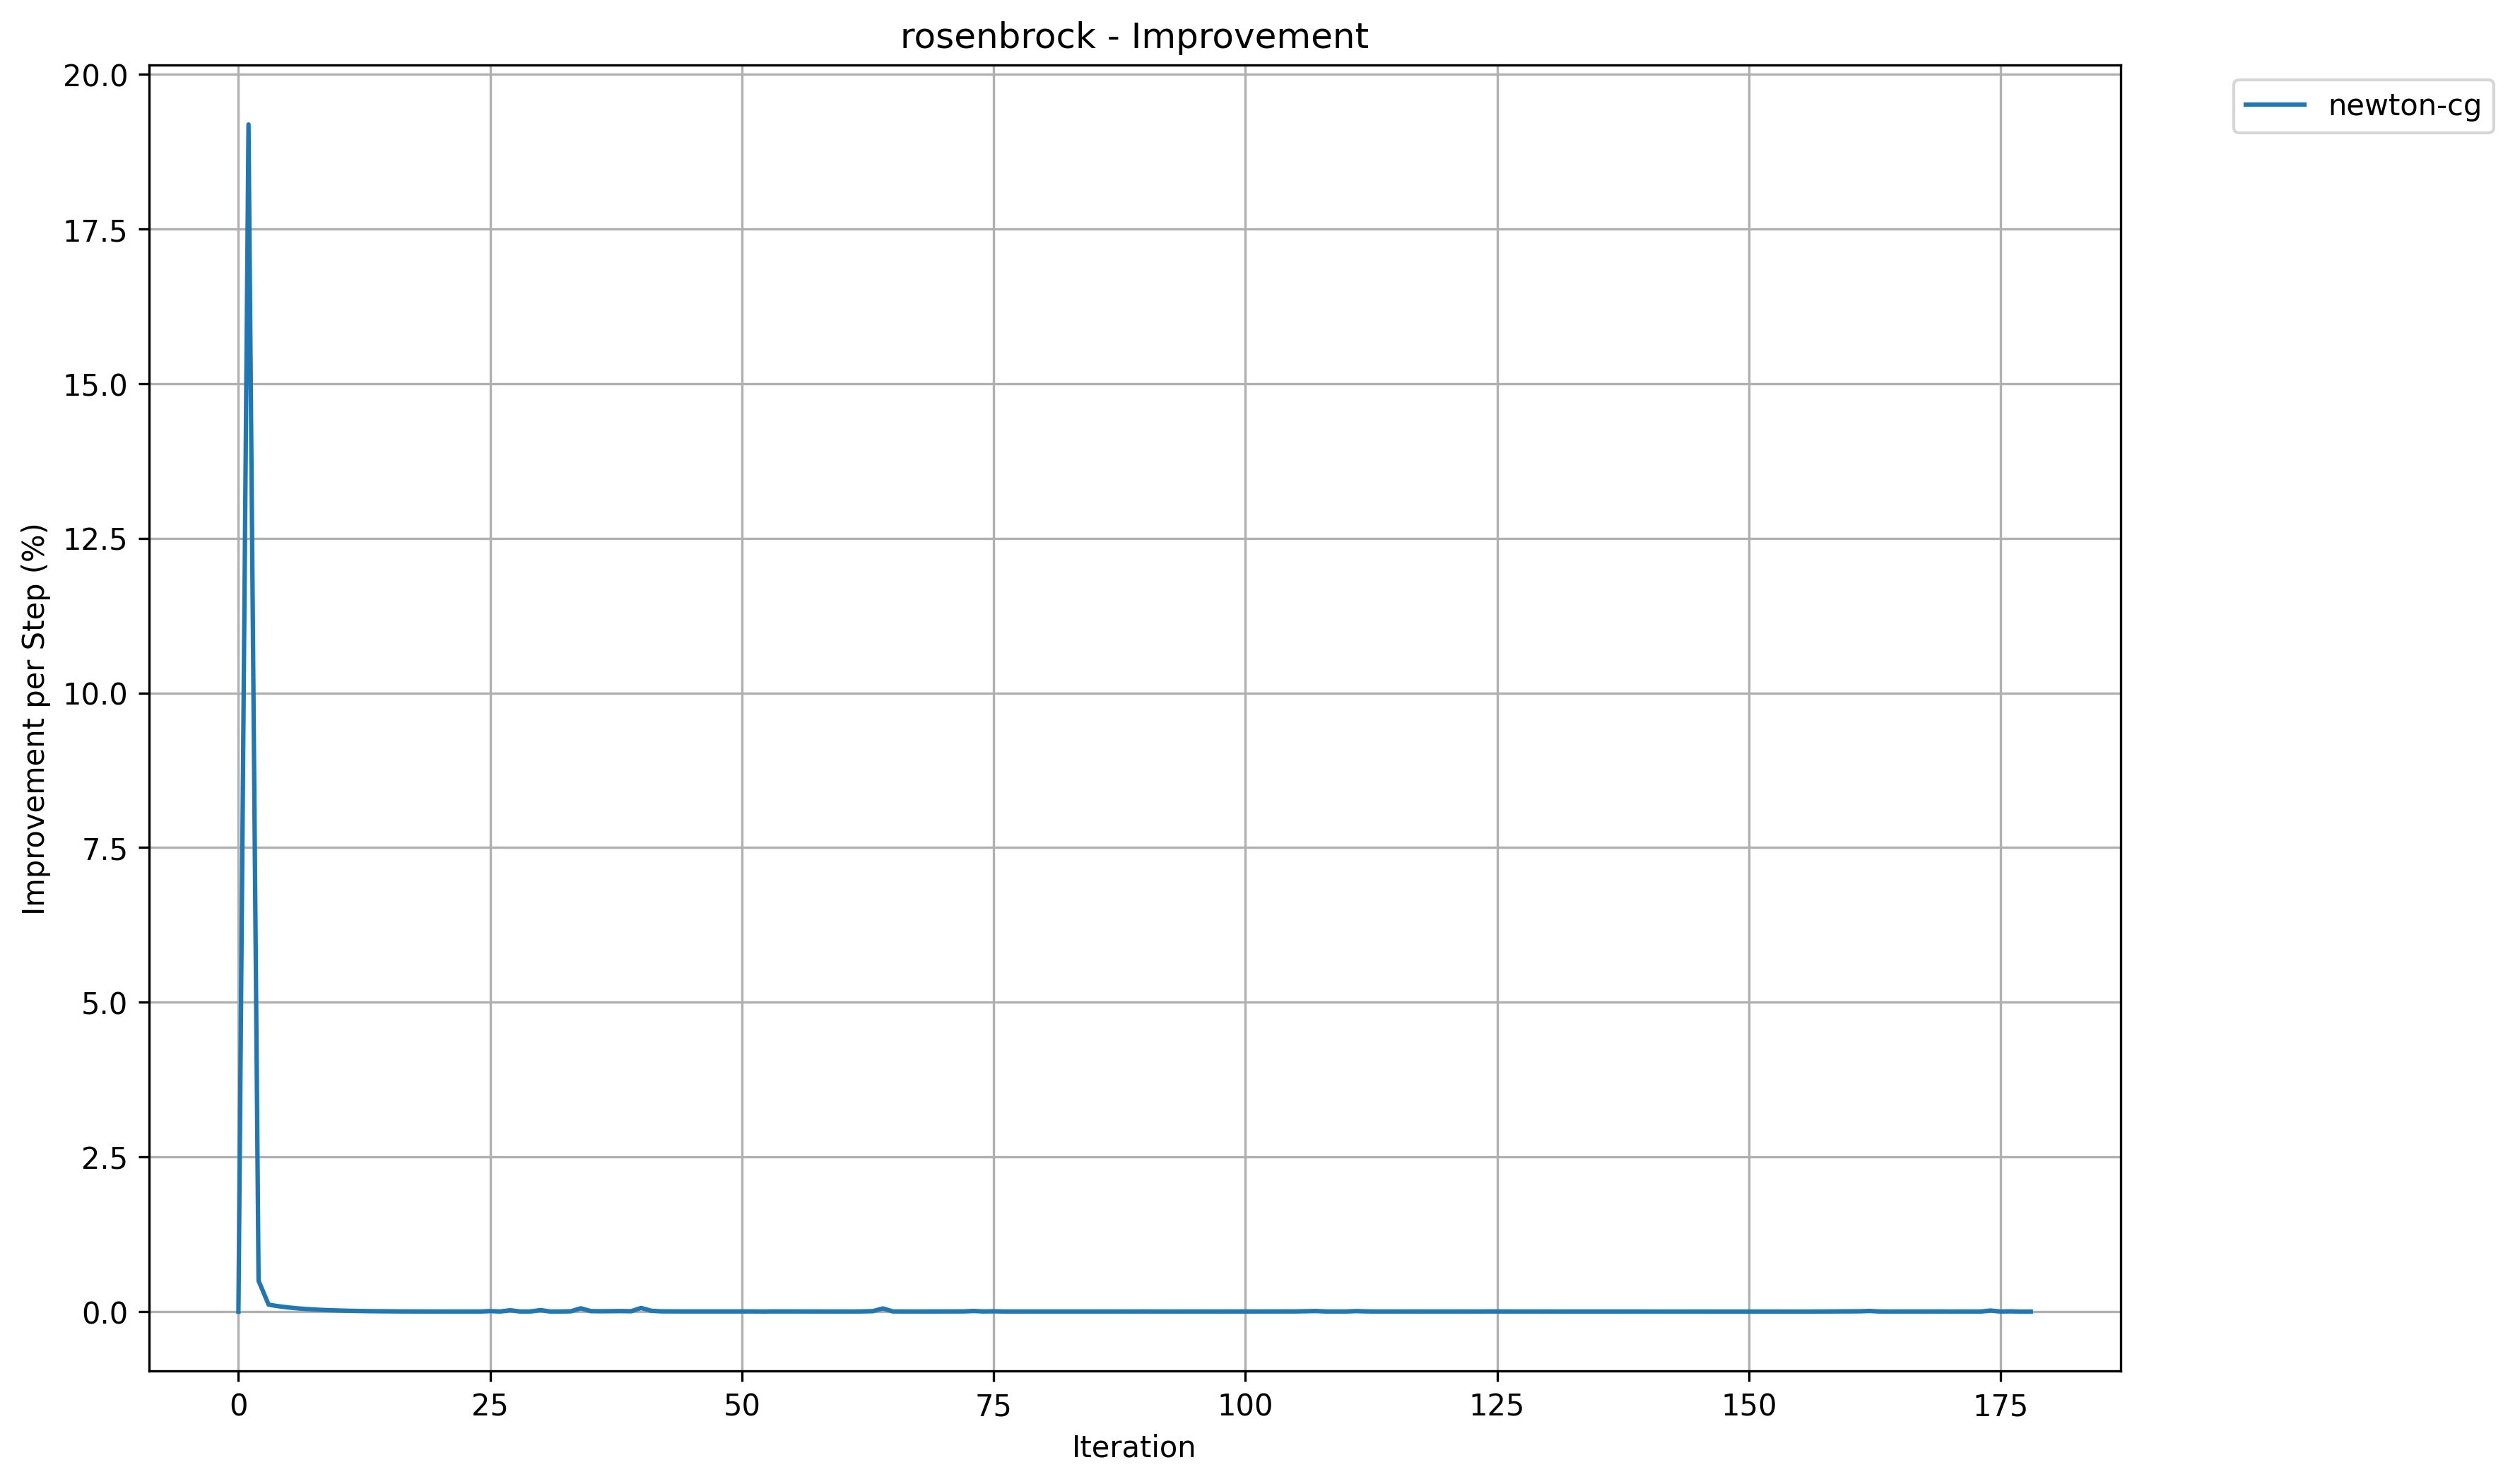 rosenbrock - Improvement
newton-cg
Improvement per Step (%)
20.0
17.5
15.0
12.5
10.0
7.5
5.0
2.5
0.0
0 25 50 75 100 125 150 175
Iteration